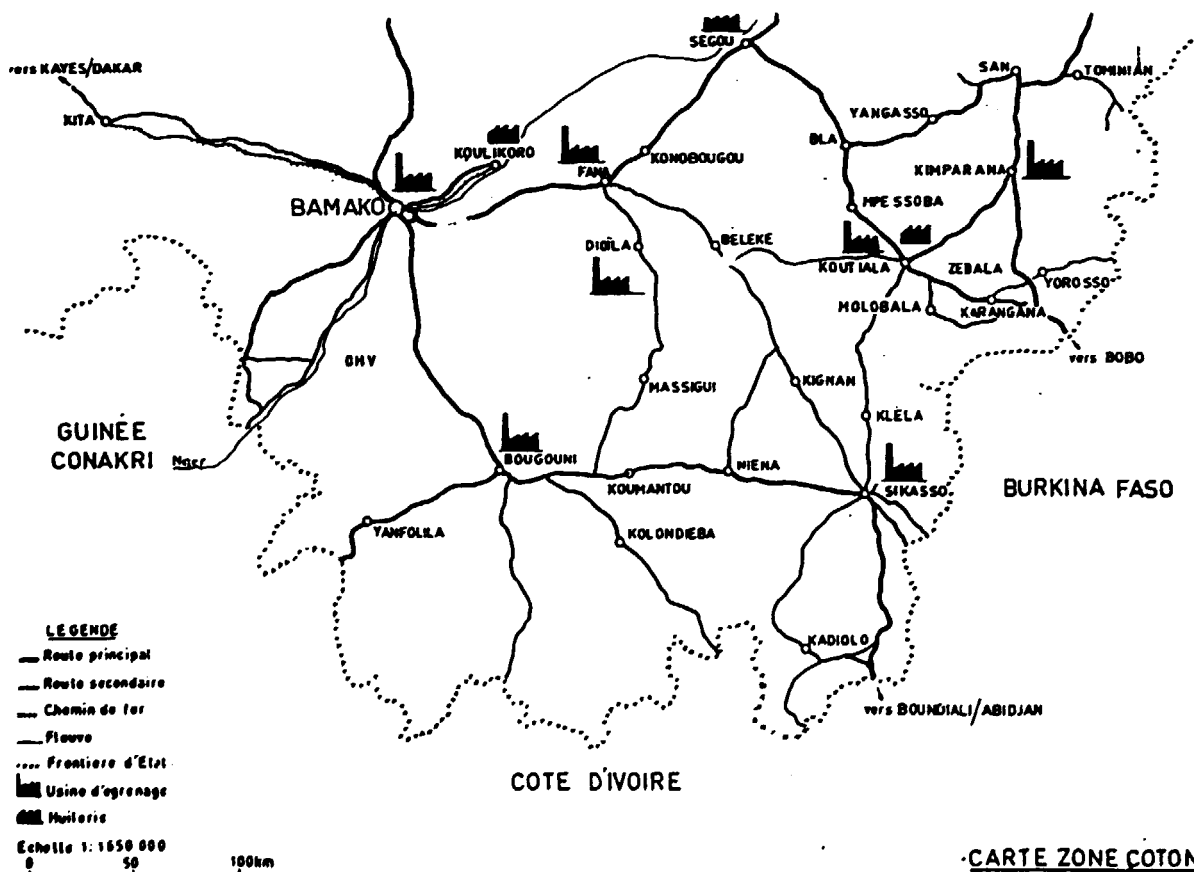 SEGOU
vers KAYES/DAKAR
SAN
TOMINIAN
KITA
YANGASSO
KOULIKORO
BLA
KONOBOUGOU
FANA
KIMPARANA
BAMAKO
MPESSOBA
DIOÏLA
BELEKE
KOUTIALA
ZEBALA
YOROSSO
MOLOBALA
KARANGANA
vers BOBO
OHV
MASSIGUI
KIGNAN
KLÉLA
GUINÉE
CONAKRI
Niger
BOUGOUNI
NIENA
KOUMANTOU
SIKASSO
BURKINA FASO
YANFOLILA
KOLONDIEBA
KADIOLO
vers BOUNDIALI/ABIDJAN
COTE D'IVOIRE
LEGENDE
Route principal
Route secondaire
Chemin de fer
Fleuve
Frontiere d'Etat
Usine d'egrenage
Huilerie
Echelle 1: 1650 000
0 50 100km
CARTE ZONE COTON